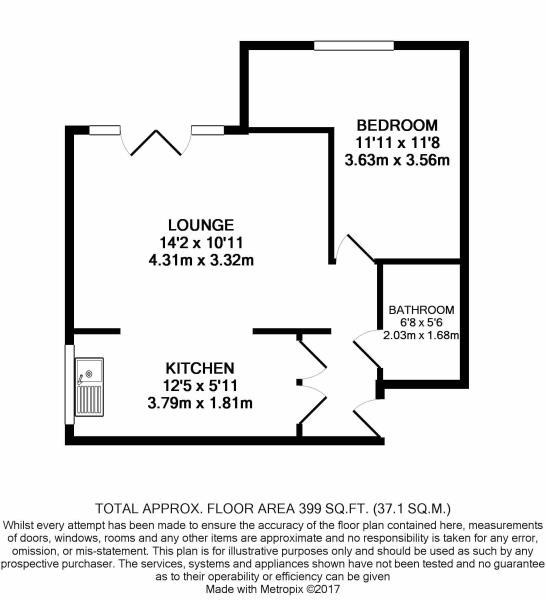 BEDROOM
11'11 x 11'8
3.63m x 3.56m
LOUNGE
14'2 x 10'11
4.31m x 3.32m
BATHROOM
6'8 x 5'6
2.03m x 1.68m
KITCHEN
12'5 x 5'11
3.79m x 1.81m
TOTAL APPROX. FLOOR AREA 399 SQ.FT. (37.1 SQ.M.)
Whilst every attempt has been made to ensure the accuracy of the floor plan contained here, measurements
of doors, windows, rooms and any other items are approximate and no responsibility is taken for any error,
omission, or mis-statement. This plan is for illustrative purposes only and should be used as such by any
prospective purchaser. The services, systems and appliances shown have not been tested and no guarantee
as to their operability or efficiency can be given
Made with Metropix ©2017